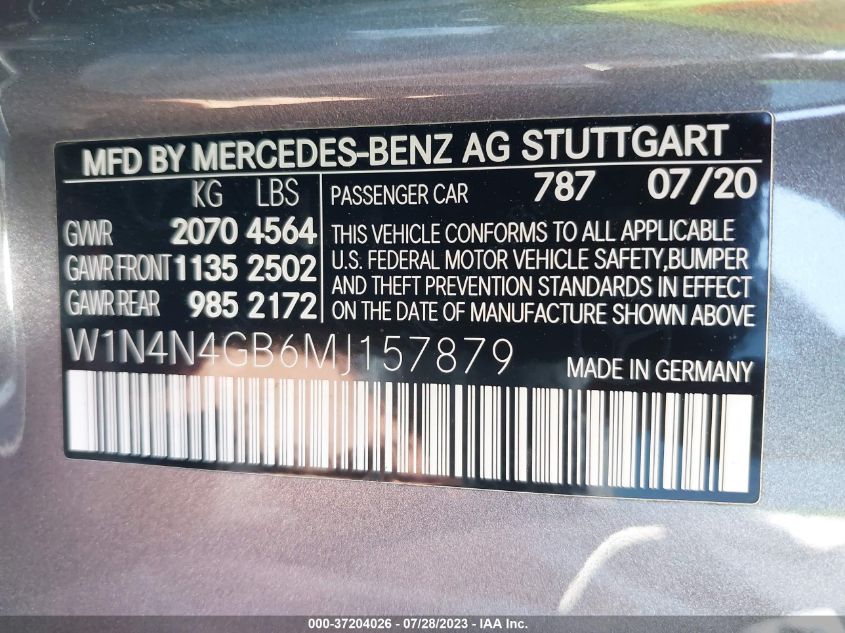 MFD BY MERCEDES-BENZ AG STUTTGART
KG LBS
GVWR 2070 4564
GAWR FRONT 1135 2502
GAWR REAR 985 2172
PASSENGER CAR 787 07/20
THIS VEHICLE CONFORMS TO ALL APPLICABLE
U.S. FEDERAL MOTOR VEHICLE SAFETY,BUMPER
AND THEFT PREVENTION STANDARDS IN EFFECT
ON THE DATE OF MANUFACTURE SHOWN ABOVE.
W1N4N4GB6MJ157879
MADE IN GERMANY
000-37204026 - 07/28/2023 - IAA Inc.